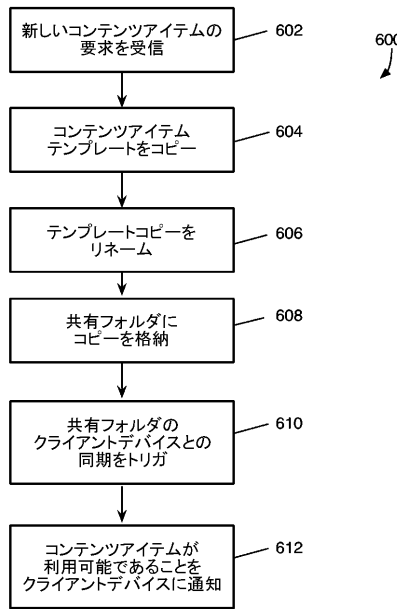 新しいコンテンツアイテムの
要求を受信
602
600
コンテンツアイテム
テンプレートをコピー
604
テンプレートコピーを
リネーム
606
共有フォルダに
コピーを格納
608
共有フォルダの
クライアントデバイスとの
同期をトリガ
610
コンテンツアイテムが
利用可能であることを
クライアントデバイスに通知
612